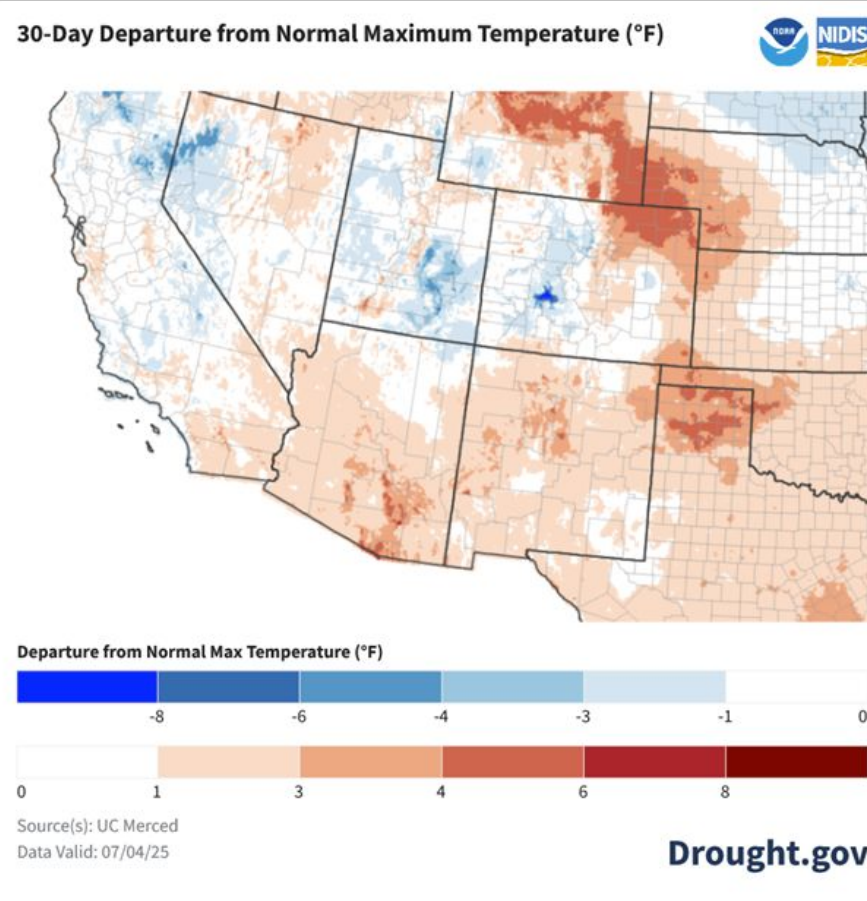 30-Day Departure from Normal Maximum Temperature (°F)
NOAA
NIDIS
Departure from Normal Max Temperature (°F)
-8 -6 -4 -3 -1 0
0 1 3 4 6 8
Source(s): UC Merced
Data Valid: 07/04/25
Drought.gov